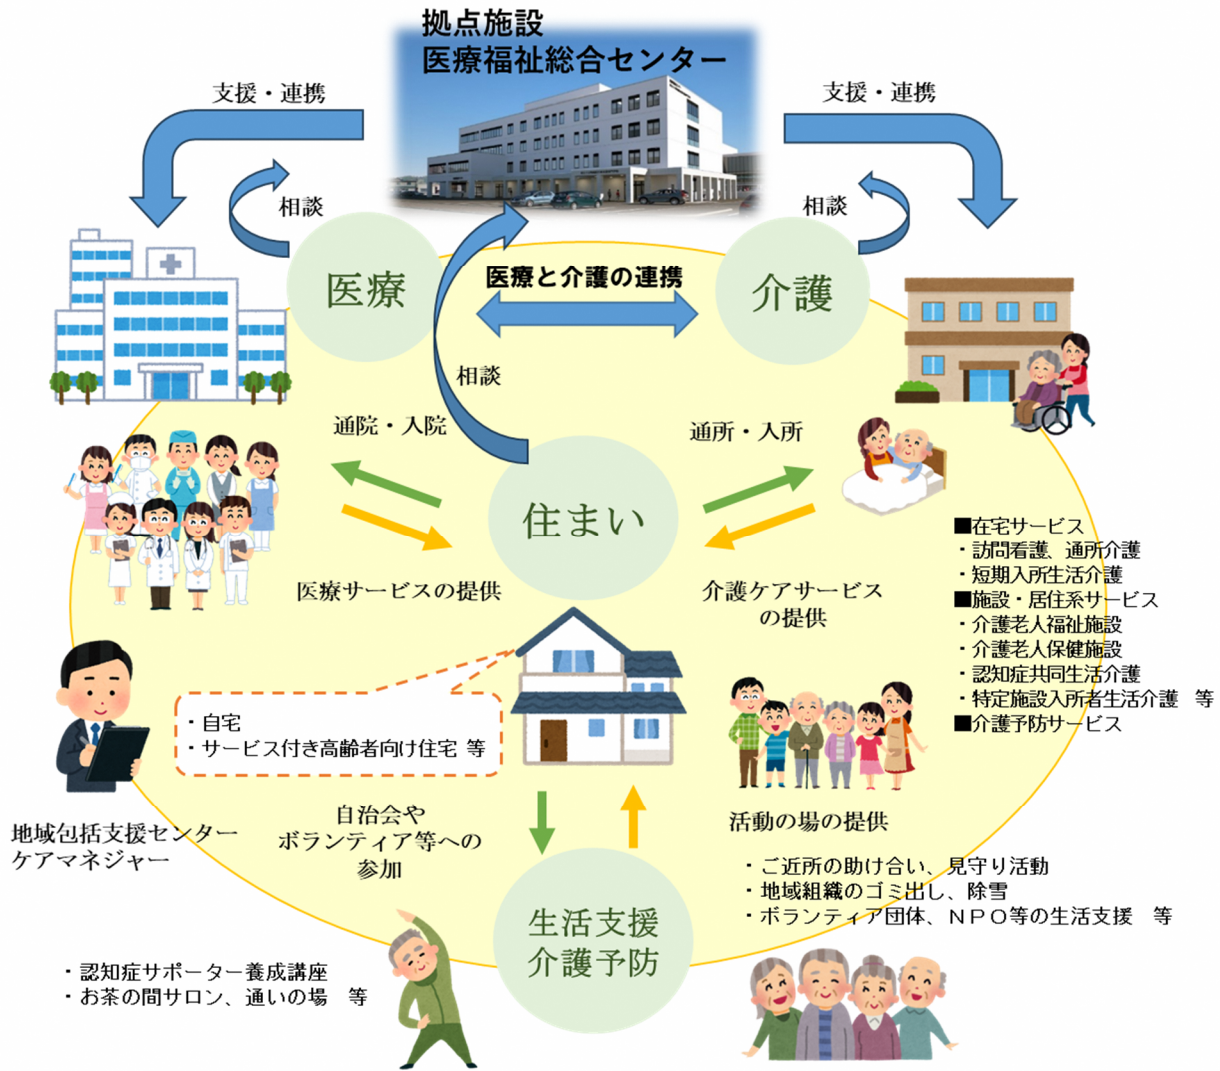 拠点施設
医療福祉総合センター
支援・連携
支援・連携
相談
相談
医療
医療と介護の連携
介護
相談
通院・入院
通所・入所
住まい
医療サービスの提供
介護ケアサービス
の提供
■在宅サービス
・訪問看護、通所介護
・短期入所生活介護
■施設・居住系サービス
・介護老人福祉施設
・介護老人保健施設
・認知症共同生活介護
・特定施設入所者生活介護 等
■介護予防サービス
・自宅
・サービス付き高齢者向け住宅 等
地域包括支援センター
ケアマネジャー
自治会や
ボランティア等への
参加
活動の場の提供
・ご近所の助け合い、見守り活動
・地域組織のゴミ出し、除雪
・ボランティア団体、ＮＰＯ等の生活支援 等
生活支援
介護予防
・認知症サポーター養成講座
・お茶の間サロン、通いの場 等